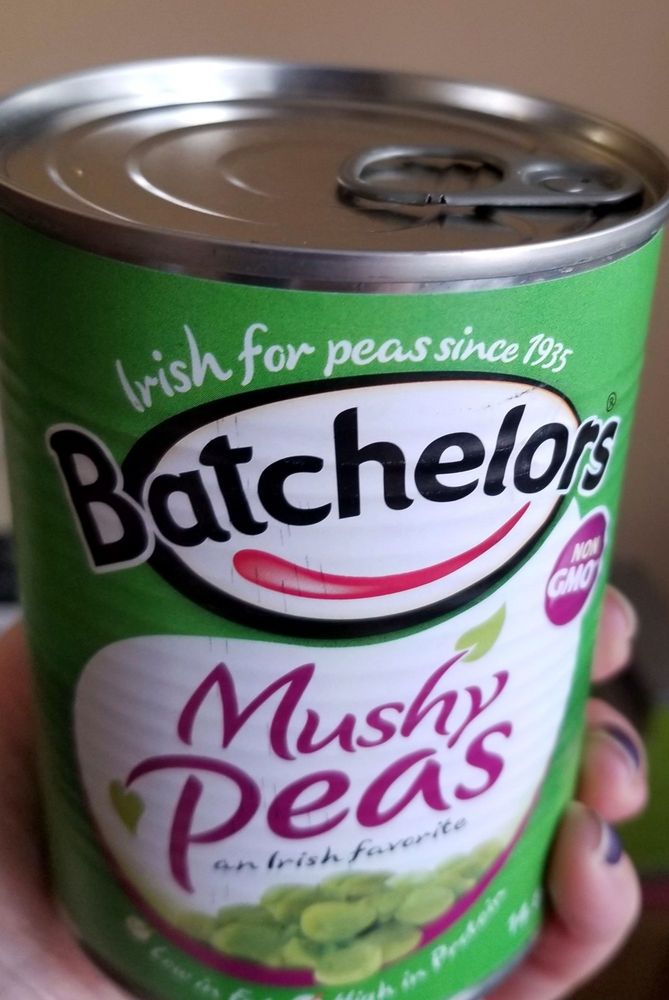 Irish for peas since 1935
Batchelors®
NON
GMO
Mushy
Peas
an Irish favorite
Low in Fat High in Protein